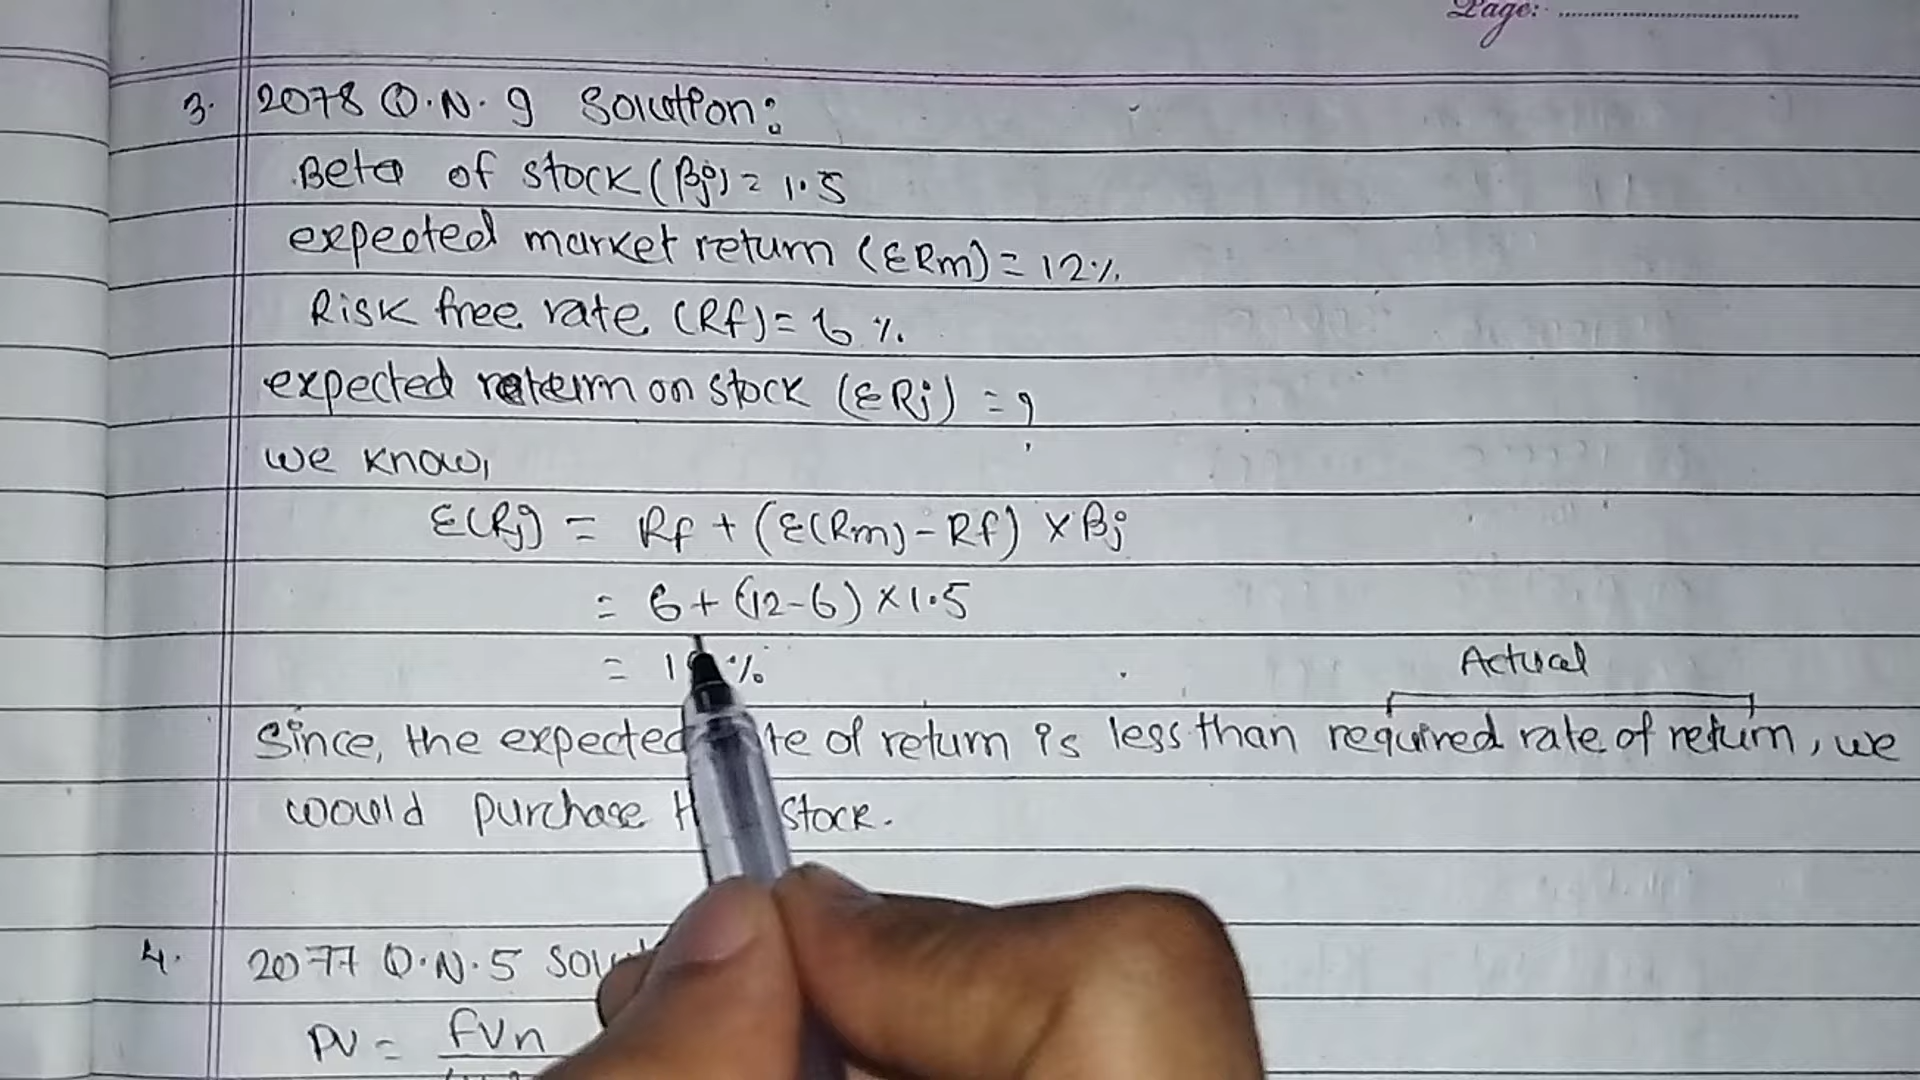 Page: ................
3. 2078 Q.N. 9 Solution:
Beta of stock (βj) = 1.5
expected market return (ERm) = 12%
Risk free rate (Rf) = 6 %.
expected return on stock (ERj) = ?
we know,
E(Rj) = Rf + (E(Rm) - Rf) × βj
= 6 + (12-6) × 1.5
= 1 %
Actual
Since, the expected te of return is less than required rate of return, we
would purchase stock.
4. 2077 Q.N. 5
PV = FVn